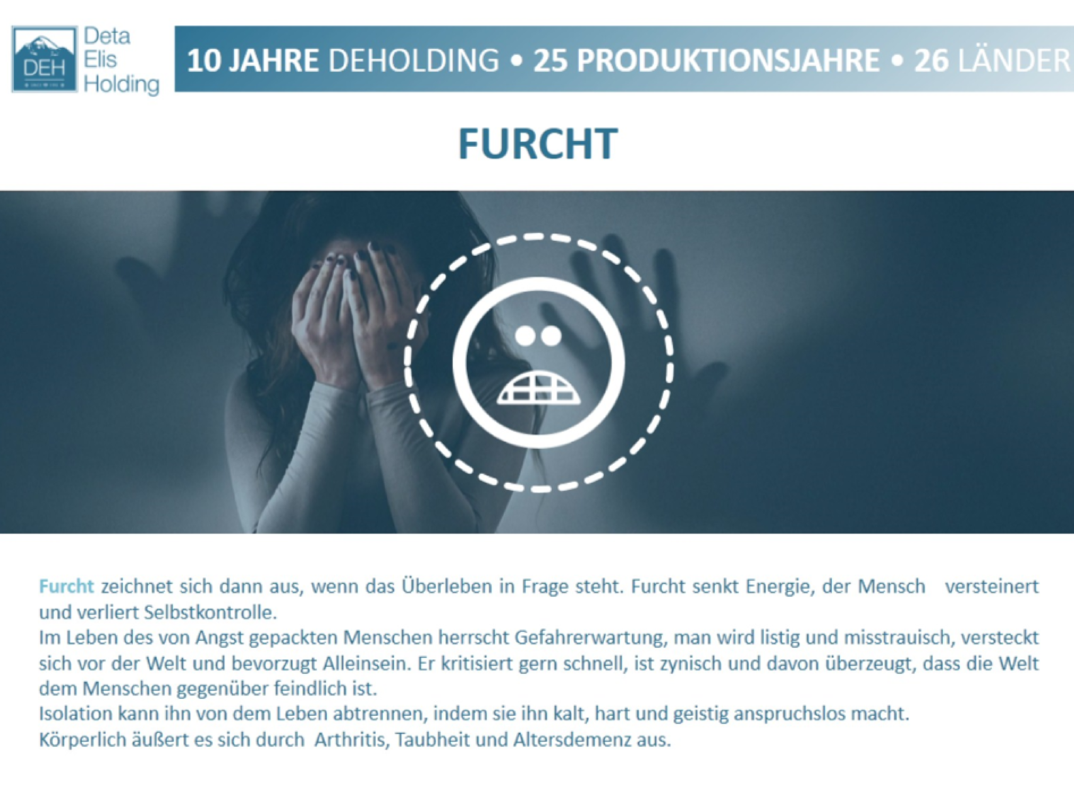 DEH
Deta
Elis
Holding
10 JAHRE DEHOLDING • 25 PRODUKTIONSJAHRE • 26 LÄNDER
FURCHT
Furcht zeichnet sich dann aus, wenn das Überleben in Frage steht. Furcht senkt Energie, der Mensch versteinert
und verliert Selbstkontrolle.
Im Leben des von Angst gepackten Menschen herrscht Gefahrerwartung, man wird listig und misstrauisch, versteckt
sich vor der Welt und bevorzugt Alleinsein. Er kritisiert gern schnell, ist zynisch und davon überzeugt, dass die Welt
dem Menschen gegenüber feindlich ist.
Isolation kann ihn von dem Leben abtrennen, indem sie ihn kalt, hart und geistig anspruchslos macht.
Körperlich äußert es sich durch Arthritis, Taubheit und Altersdemenz aus.